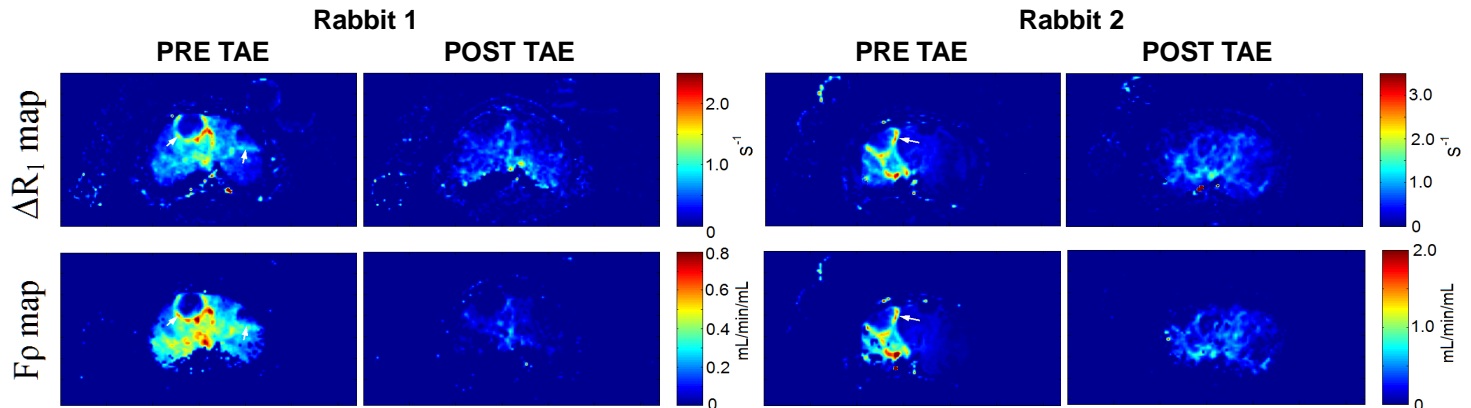 Rabbit 1
Rabbit 2
PRE TAE
POST TAE
PRE TAE
POST TAE
ΔR₁ map
2.0
1.0
0
s⁻¹
3.0
2.0
1.0
0
s⁻¹
Fρ map
0.8
0.6
0.4
0.2
0
mL/min/mL
2.0
1.0
0
mL/min/mL